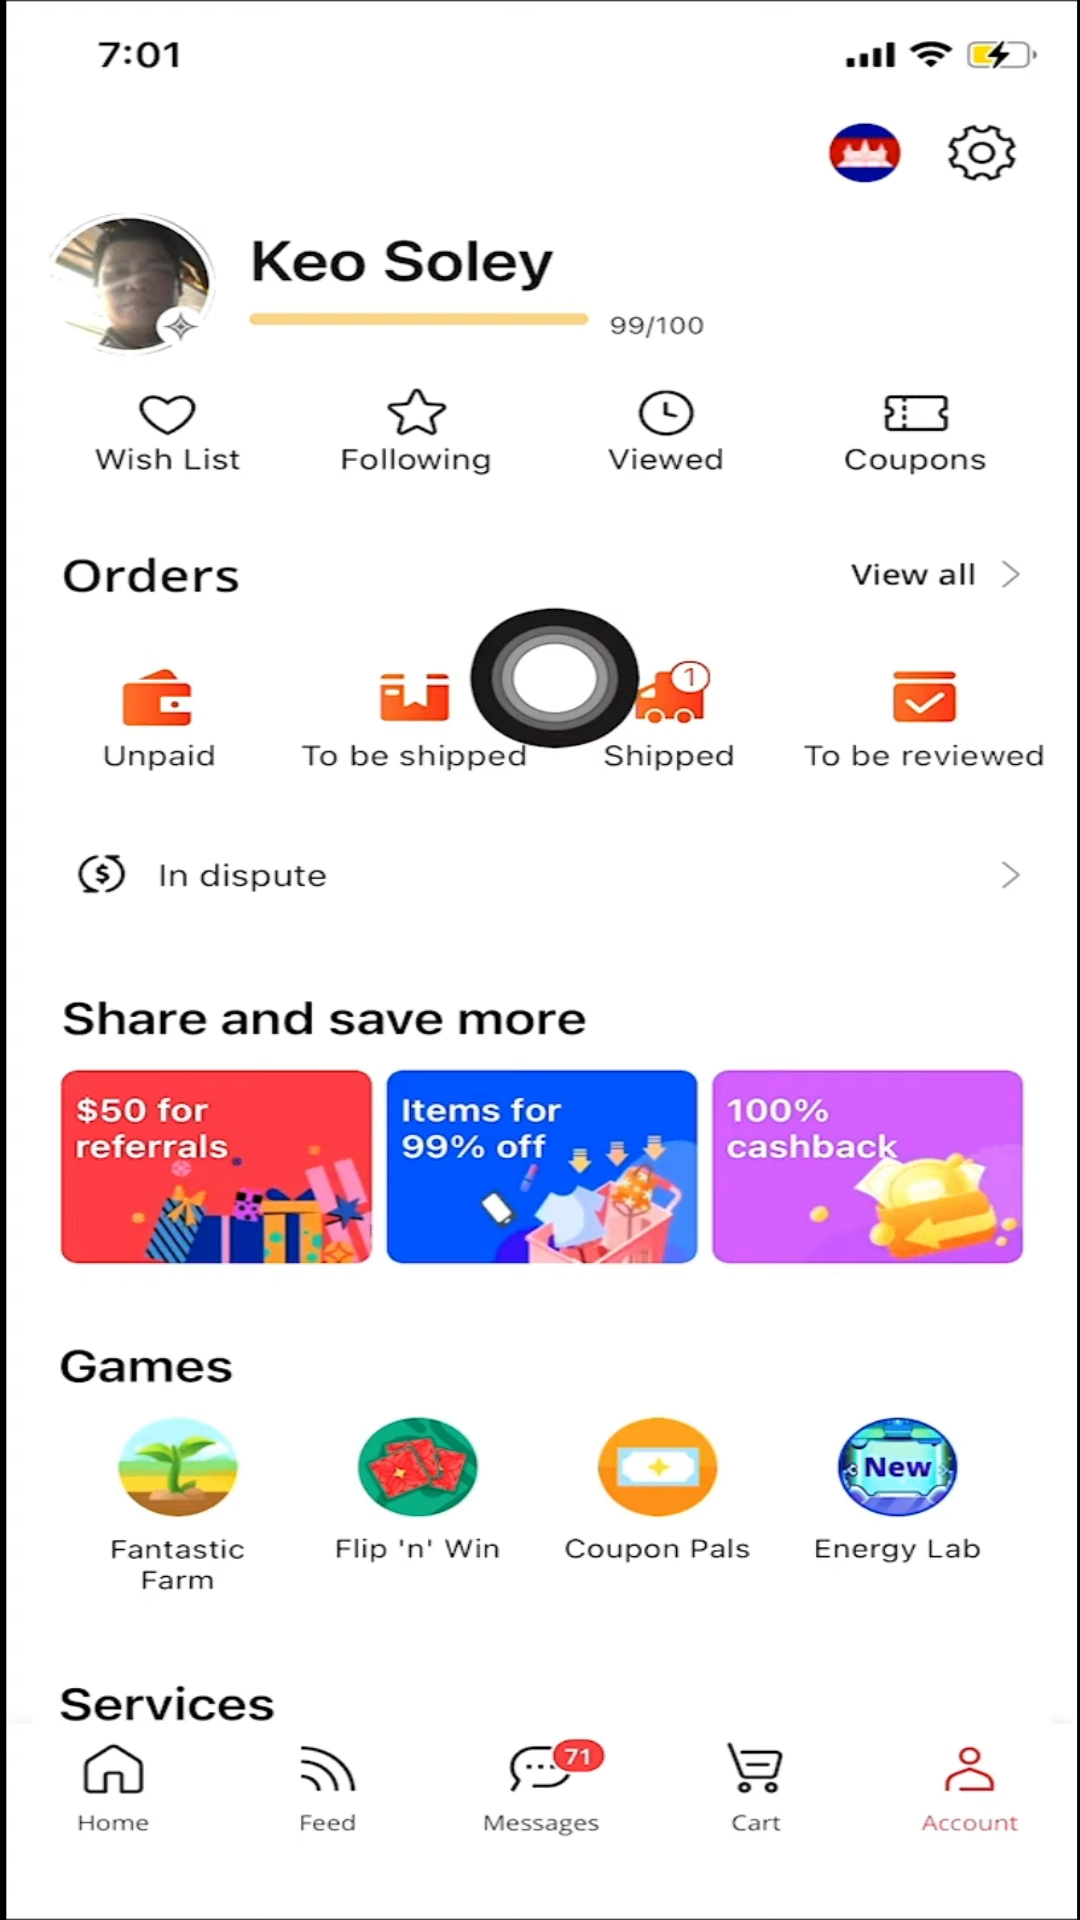 7:01
Keo Soley
99/100
Wish List
Following
Viewed
Coupons
Orders
View all
1
Unpaid
To be shipped
Shipped
To be reviewed
In dispute
Share and save more
$50 for
referrals
Items for
99% off
100%
cashback
Games
New
Fantastic
Farm
Flip 'n' Win
Coupon Pals
Energy Lab
Services
71
Home
Feed
Messages
Cart
Account